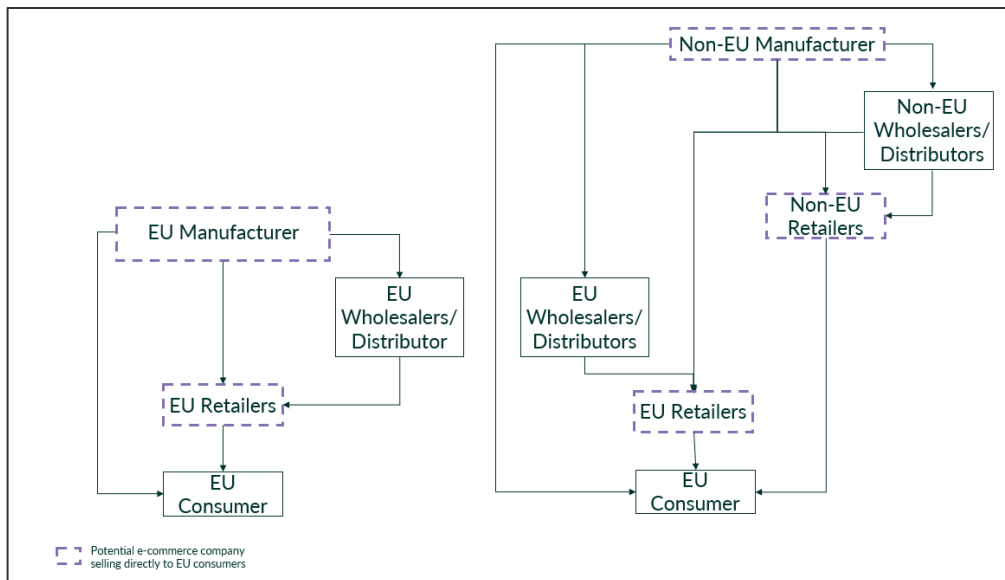 Non-EU Manufacturer
Non-EU
Wholesalers/
Distributors
Non-EU
Retailers
EU Manufacturer
EU
Wholesalers/
Distributor
EU
Wholesalers/
Distributors
EU Retailers
EU Retailers
EU
Consumer
EU
Consumer
Potential e-commerce company
selling directly to EU consumers